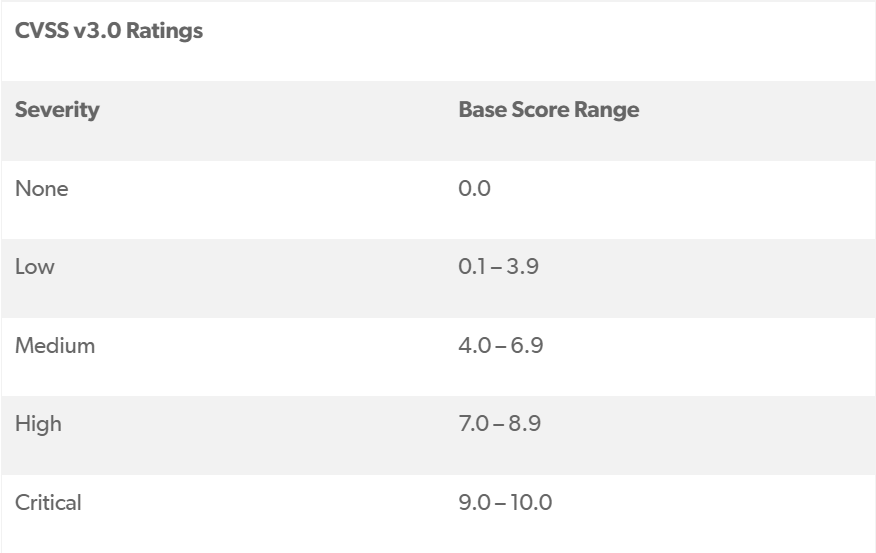 CVSS v3.0 Ratings
Severity Base Score Range
None 0.0
Low 0.1 – 3.9
Medium 4.0 – 6.9
High 7.0 – 8.9
Critical 9.0 – 10.0